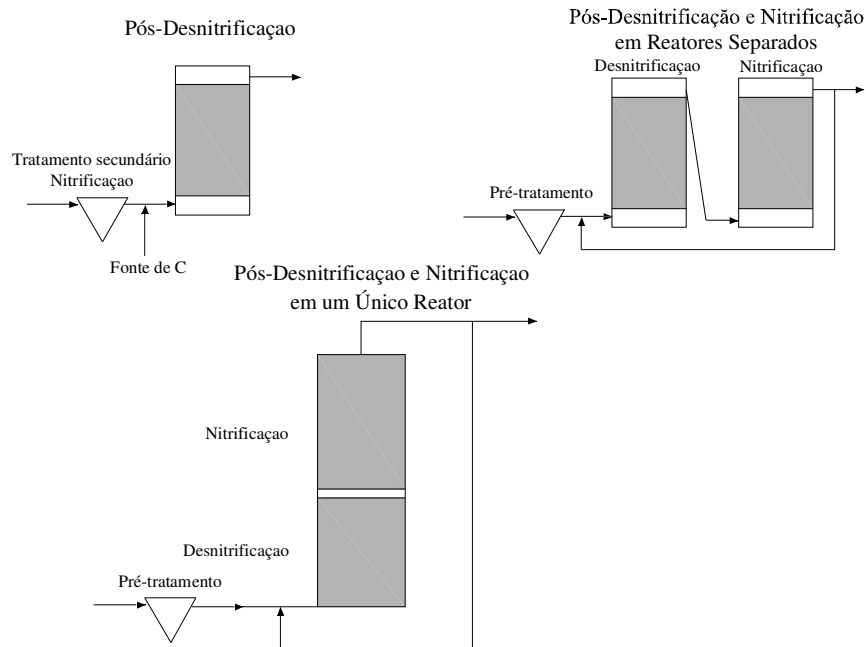 Pós-Desnitrificaçao
Tratamento secundário
Nitrificaçao
Fonte de C
Pós-Desnitrificação e Nitrificação
em Reatores Separados
Desnitrificaçao
Nitrificaçao
Pré-tratamento
Pós-Desnitrificaçao e Nitrificaçao
em um Único Reator
Nitrificaçao
Desnitrificaçao
Pré-tratamento